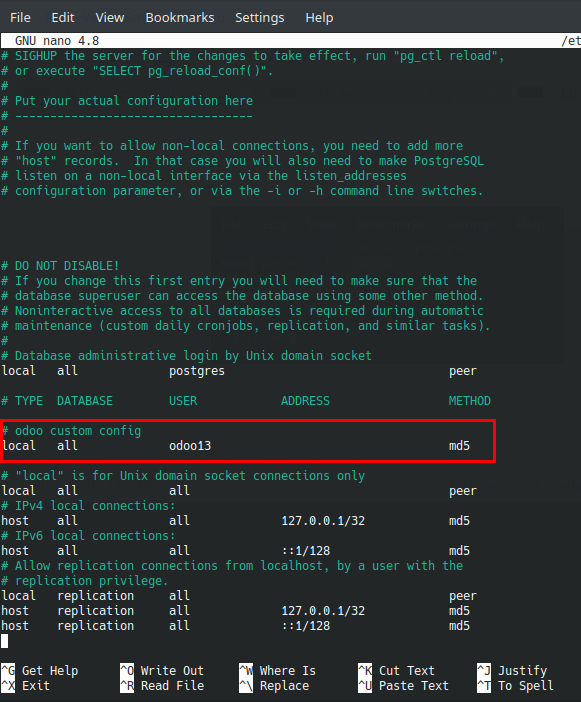 File Edit View Bookmarks Settings Help
GNU nano 4.8 /et
# SIGHUP the server for the changes to take effect, run "pg_ctl reload",
# or execute "SELECT pg_reload_conf()".
#
# Put your actual configuration here
# ----------------------------------
#
# If you want to allow non-local connections, you need to add more
# "host" records.  In that case you will also need to make PostgreSQL
# listen on a non-local interface via the listen_addresses
# configuration parameter, or via the -i or -h command line switches.
# DO NOT DISABLE!
# If you change this first entry you will need to make sure that the
# database superuser can access the database using some other method.
# Noninteractive access to all databases is required during automatic
# maintenance (custom daily cronjobs, replication, and similar tasks).
#
# Database administrative login by Unix domain socket
local   all             postgres                                peer
# TYPE  DATABASE        USER            ADDRESS                 METHOD
# odoo custom config
local   all             odoo13                                  md5
# "local" is for Unix domain socket connections only
local   all             all                                     peer
# IPv4 local connections:
host    all             all             127.0.0.1/32            md5
# IPv6 local connections:
host    all             all             ::1/128                 md5
# Allow replication connections from localhost, by a user with the
# replication privilege.
local   replication     all                                     peer
host    replication     all             127.0.0.1/32            md5
host    replication     all             ::1/128                 md5
^G Get Help ^O Write Out ^W Where Is ^K Cut Text ^J Justify
^X Exit ^R Read File ^\ Replace ^U Paste Text ^T To Spell